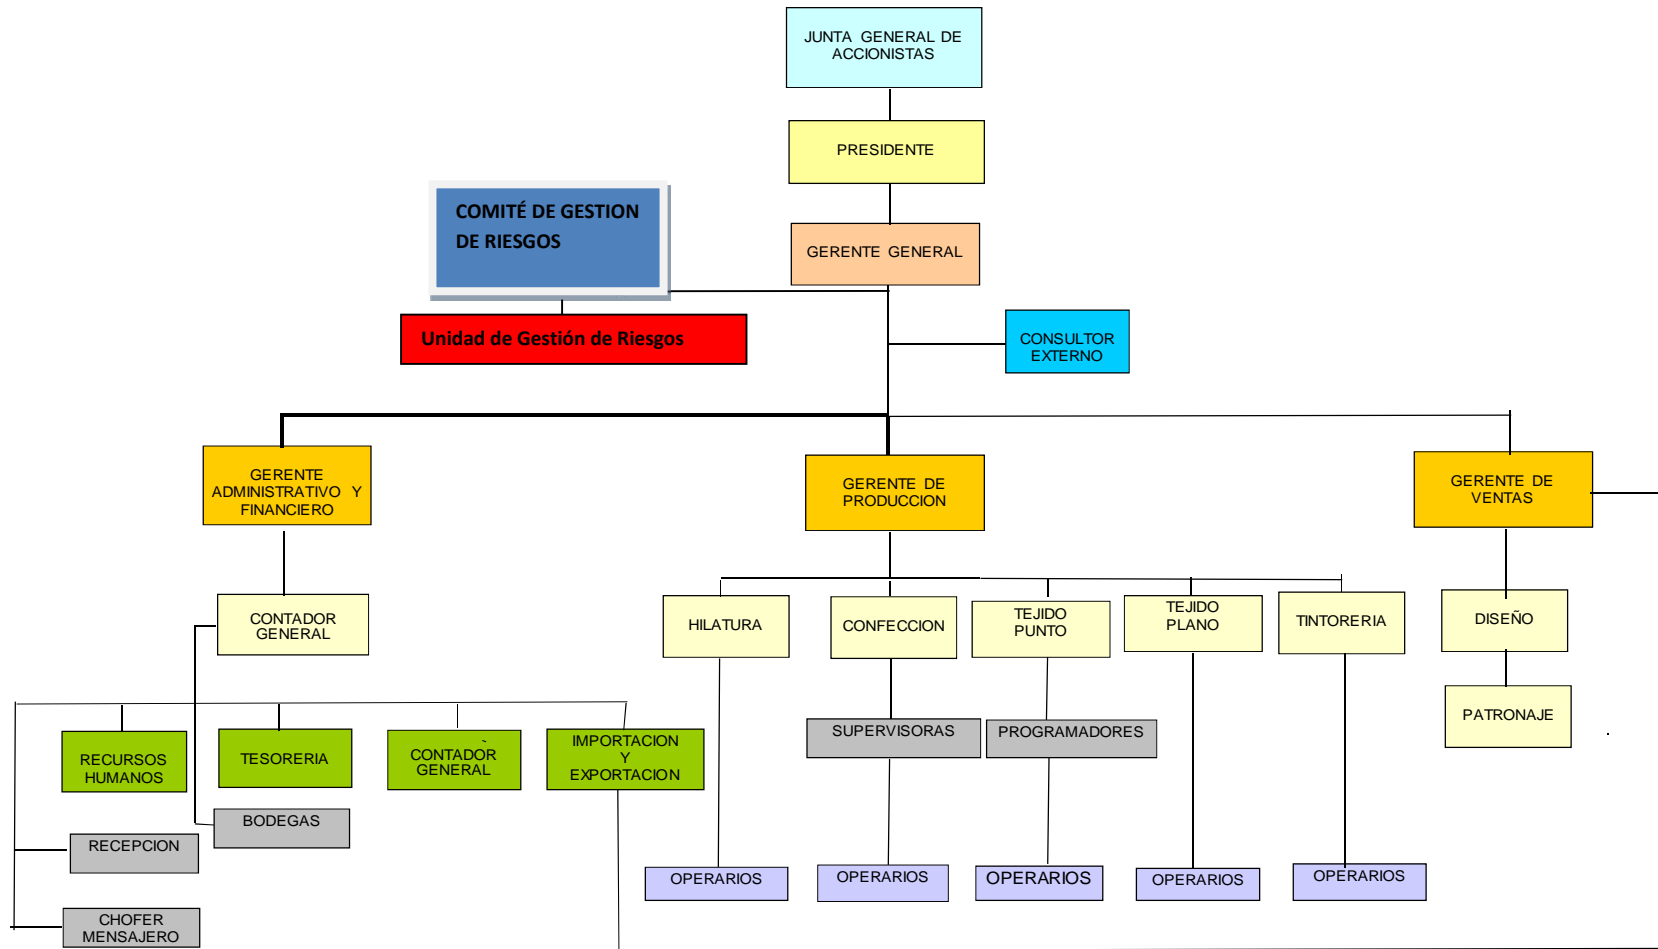 JUNTA GENERAL DE
ACCIONISTAS
PRESIDENTE
COMITÉ DE GESTION
DE RIESGOS
GERENTE GENERAL
Unidad de Gestión de Riesgos
CONSULTOR
EXTERNO
GERENTE
ADMINISTRATIVO Y
FINANCIERO
GERENTE DE
PRODUCCION
GERENTE DE
VENTAS
CONTADOR
GENERAL
HILATURA
CONFECCION
TEJIDO
PUNTO
TEJIDO
PLANO
TINTORERIA
DISEÑO
PATRONAJE
SUPERVISORAS
PROGRAMADORES
RECURSOS
HUMANOS
TESORERIA
CONTADOR
GENERAL
IMPORTACION
Y
EXPORTACION
BODEGAS
RECEPCION
OPERARIOS
OPERARIOS
OPERARIOS
OPERARIOS
OPERARIOS
CHOFER
MENSAJERO